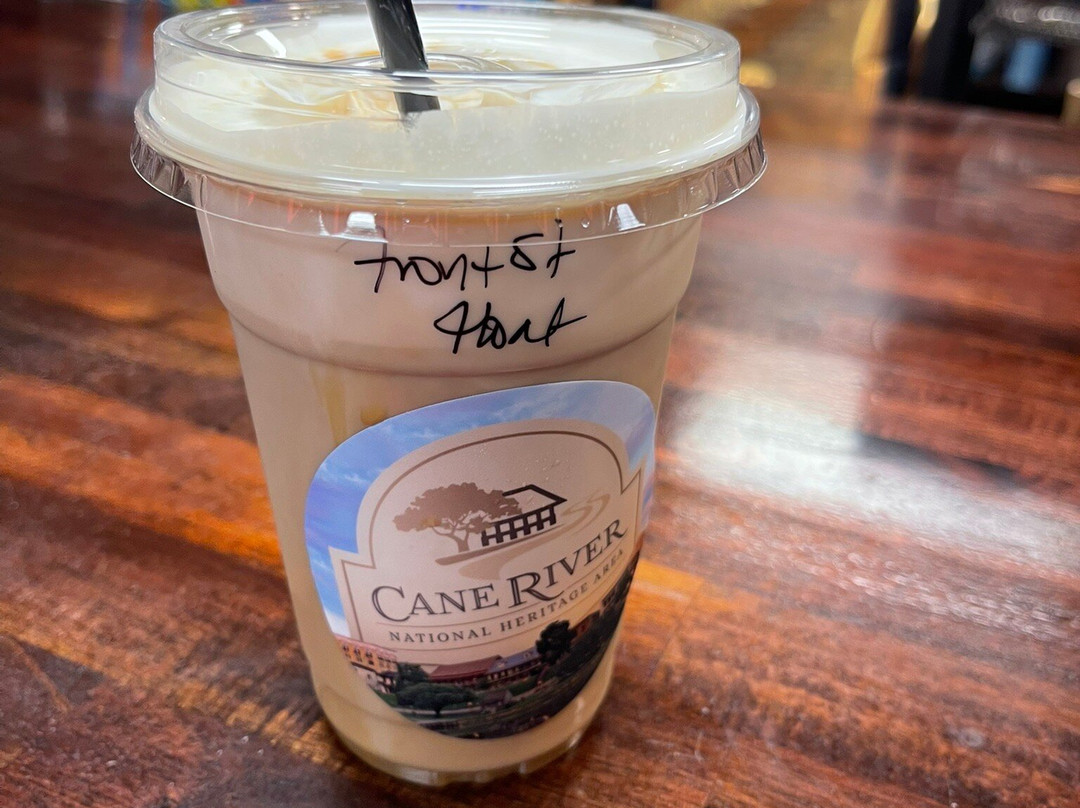 Front St
Float
CANE RIVER
NATIONAL HERITAGE AREA